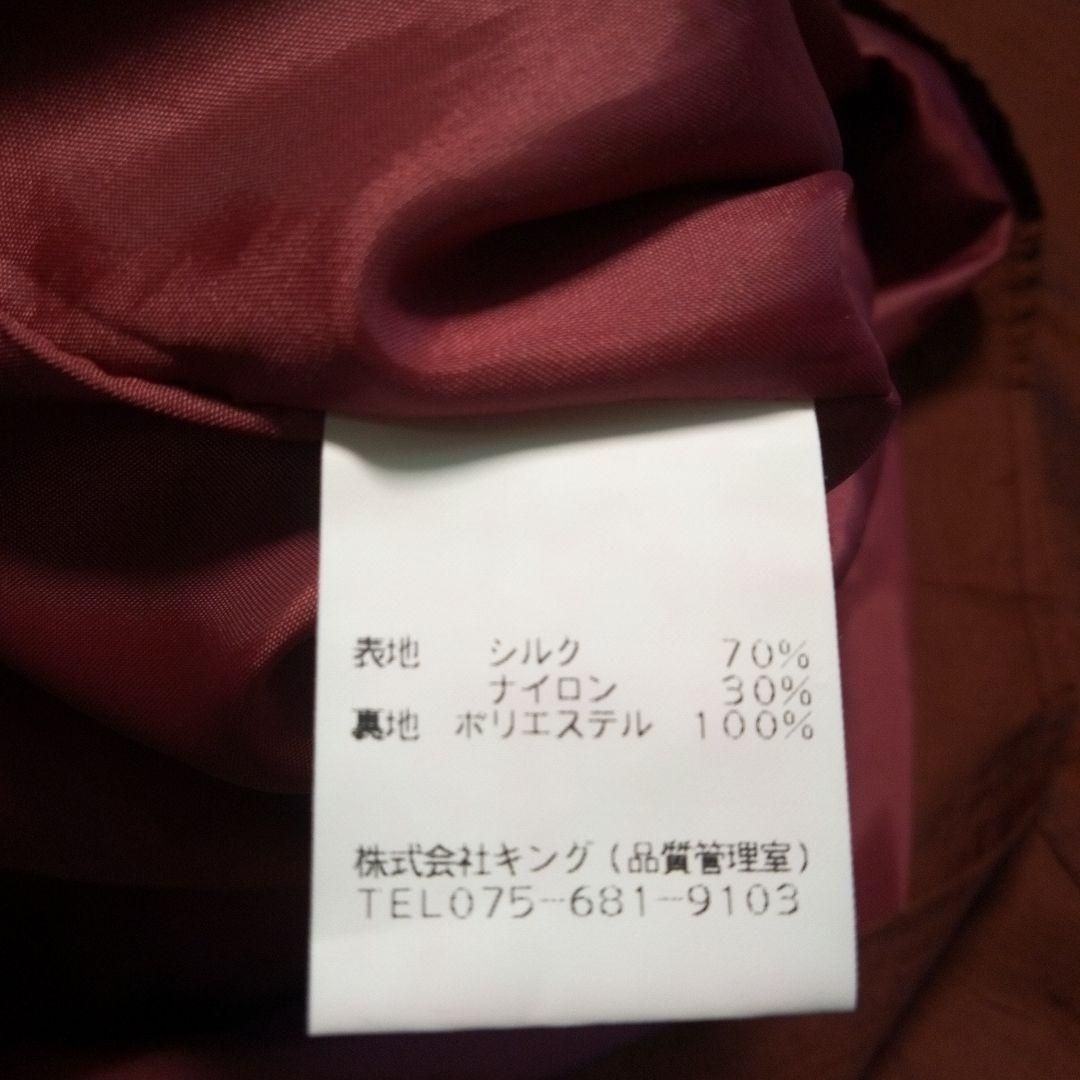 表地 シルク 70%
ナイロン 30%
裏地 ポリエステル 100%
株式会社キング(品質管理室)
TEL075-681-9103